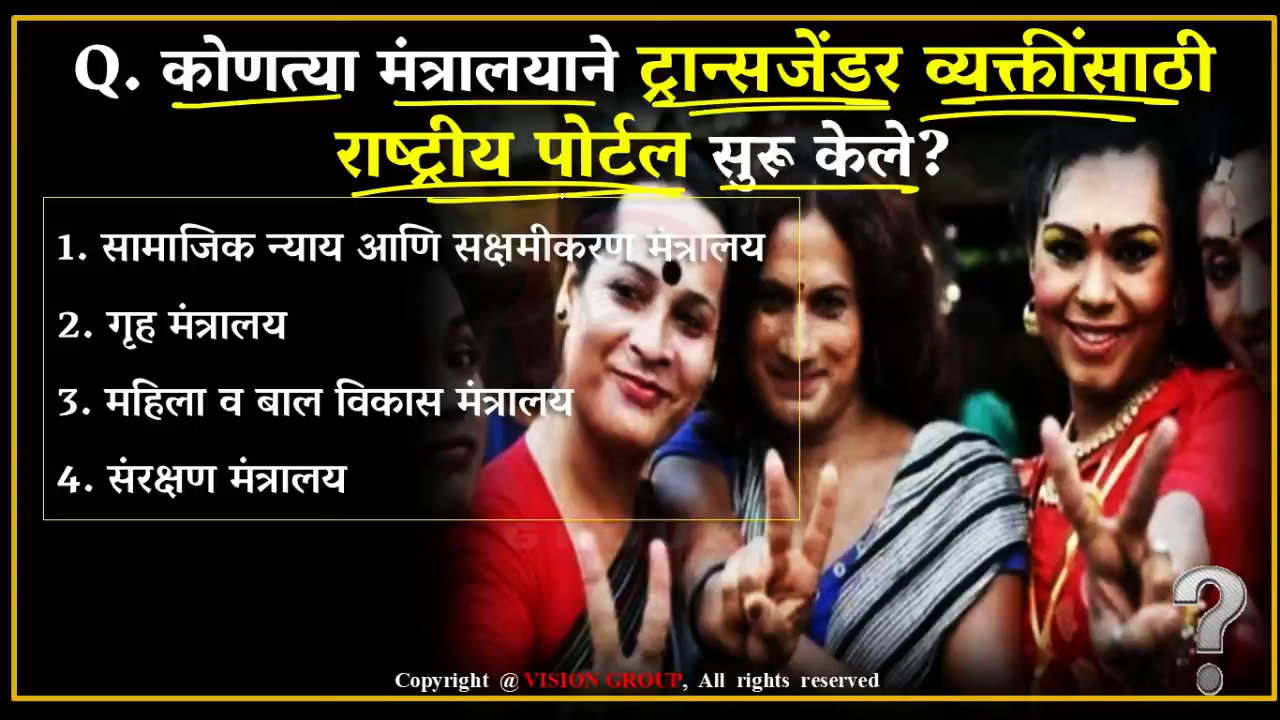 Q. कोणत्या मंत्रालयाने ट्रान्सजेंडर व्यक्तींसाठी
राष्ट्रीय पोर्टल सुरू केले?
1. सामाजिक न्याय आणि सक्षमीकरण मंत्रालय
2. गृह मंत्रालय
3. महिला व बाल विकास मंत्रालय
4. संरक्षण मंत्रालय
Copyright @ VISION GROUP, All rights reserved